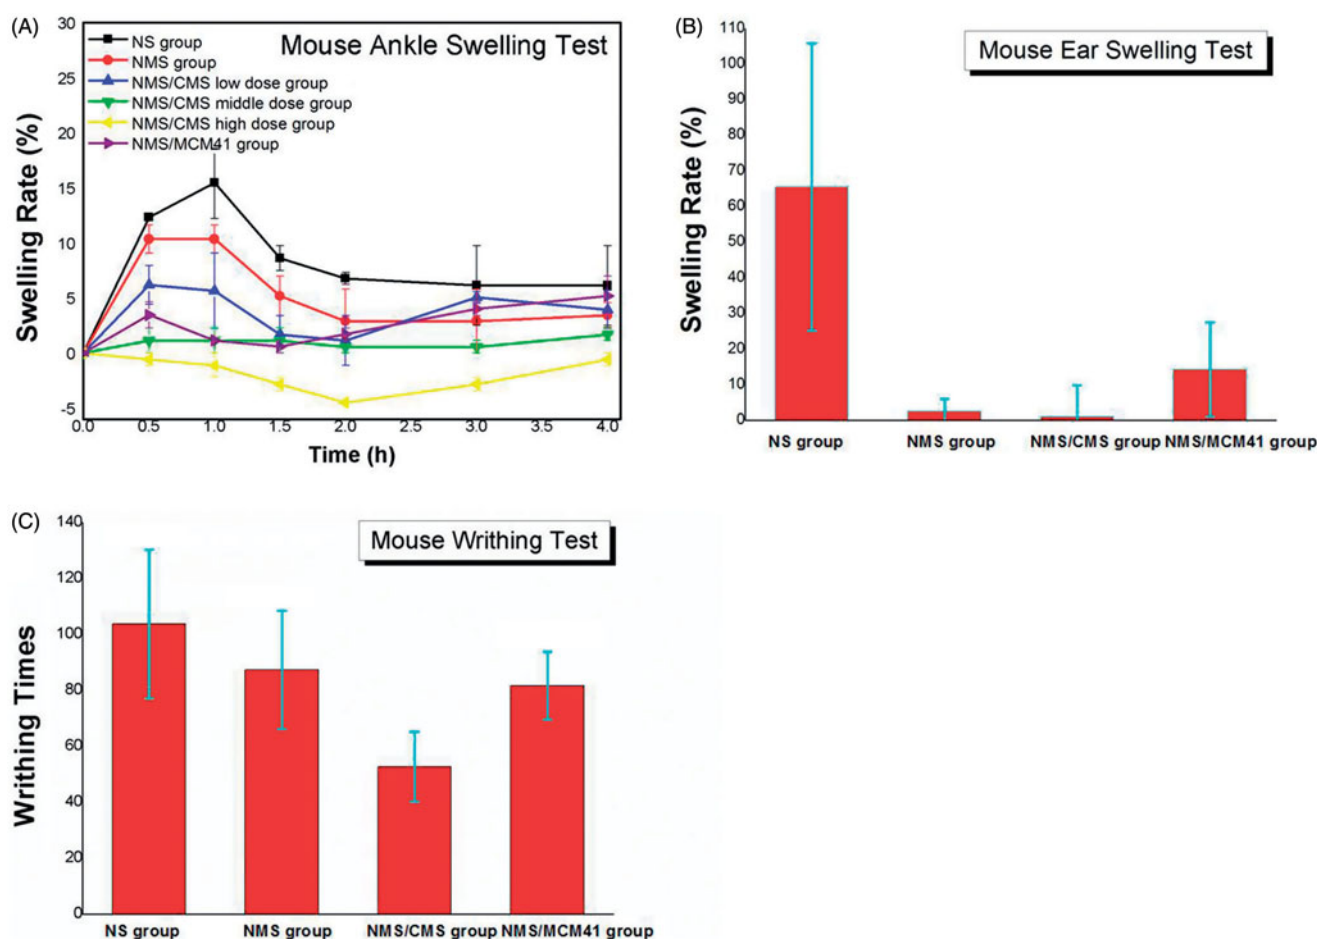 (A)
Mouse Ankle Swelling Test
NS group
NMS group
NMS/CMS low dose group
NMS/CMS middle dose group
NMS/CMS high dose group
NMS/MCM41 group
Swelling Rate (%)
30
25
20
15
10
5
0
-5
0.0 0.5 1.0 1.5 2.0 2.5 3.0 3.5 4.0
Time (h)
(B)
Mouse Ear Swelling Test
Swelling Rate (%)
110
100
90
80
70
60
50
40
30
20
10
0
NS group NMS group NMS/CMS group NMS/MCM41 group
(C)
Mouse Writhing Test
Writhing Times
140
120
100
80
60
40
20
0
NS group NMS group NMS/CMS group NMS/MCM41 group